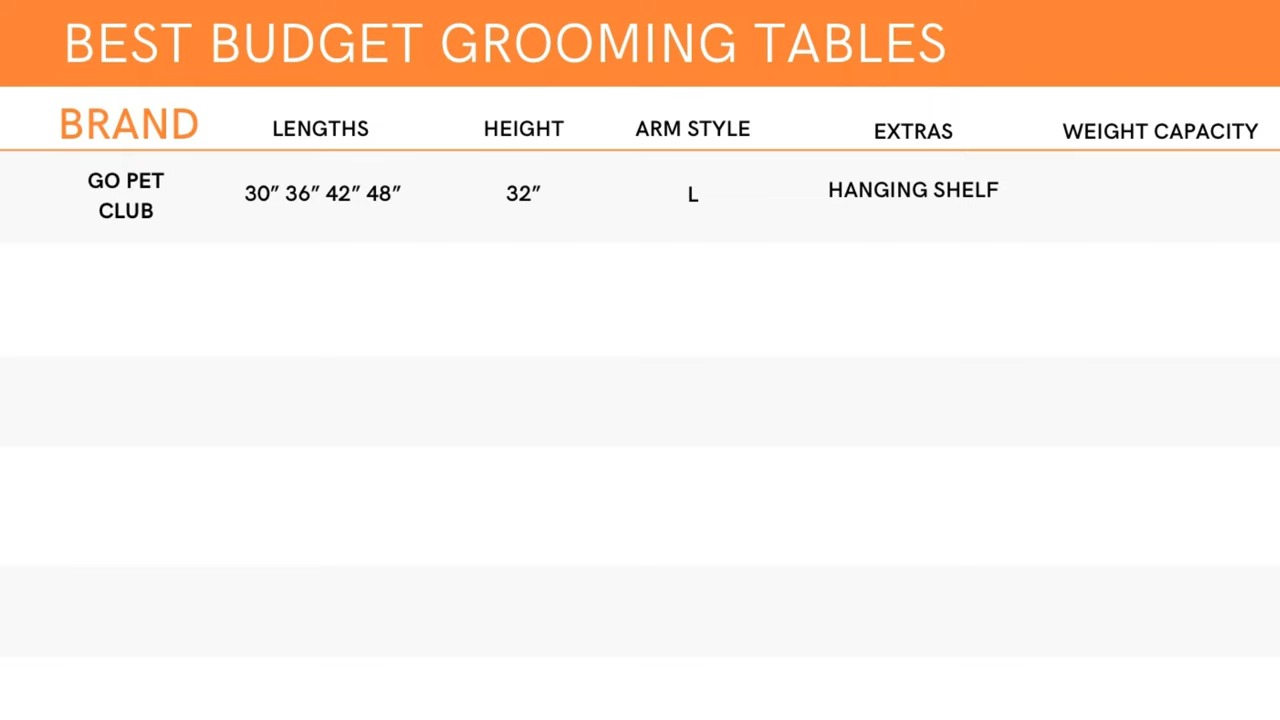 BEST BUDGET GROOMING TABLES
BRAND LENGTHS HEIGHT ARM STYLE EXTRAS WEIGHT CAPACITY
GO PET
CLUB
30” 36” 42” 48” 32” L HANGING SHELF